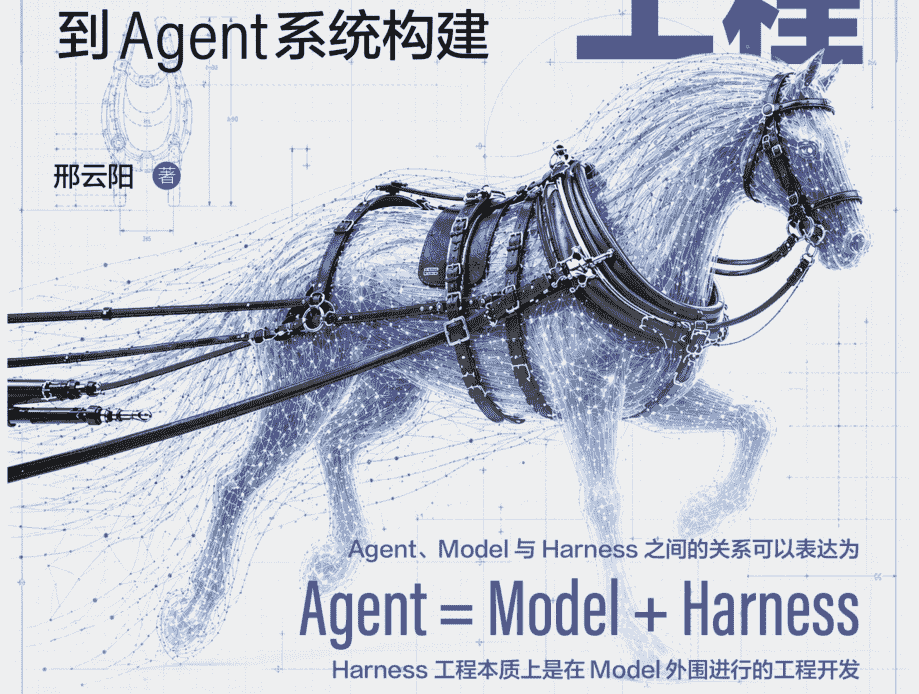 工程
到Agent系统构建
邢云阳 著
Agent、Model 与 Harness 之间的关系可以表达为
Agent = Model + Harness
Harness 工程本质上是在 Model 外围进行的工程开发